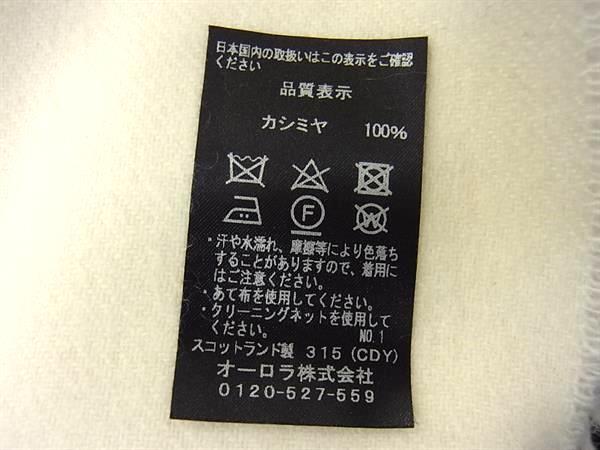 日本国内の取扱いはこの表示をご確認
ください
品質表示
カシミヤ 100%
F
W
・汗や水濡れ、摩擦等により色落ち
することがありますので、着用に
はご注意ください。
・あて布を使用してください。
・クリーニングネットを使用して
ください。 NO.1
スコットランド製 315 (CDY)
オーロラ株式会社
0120-527-559